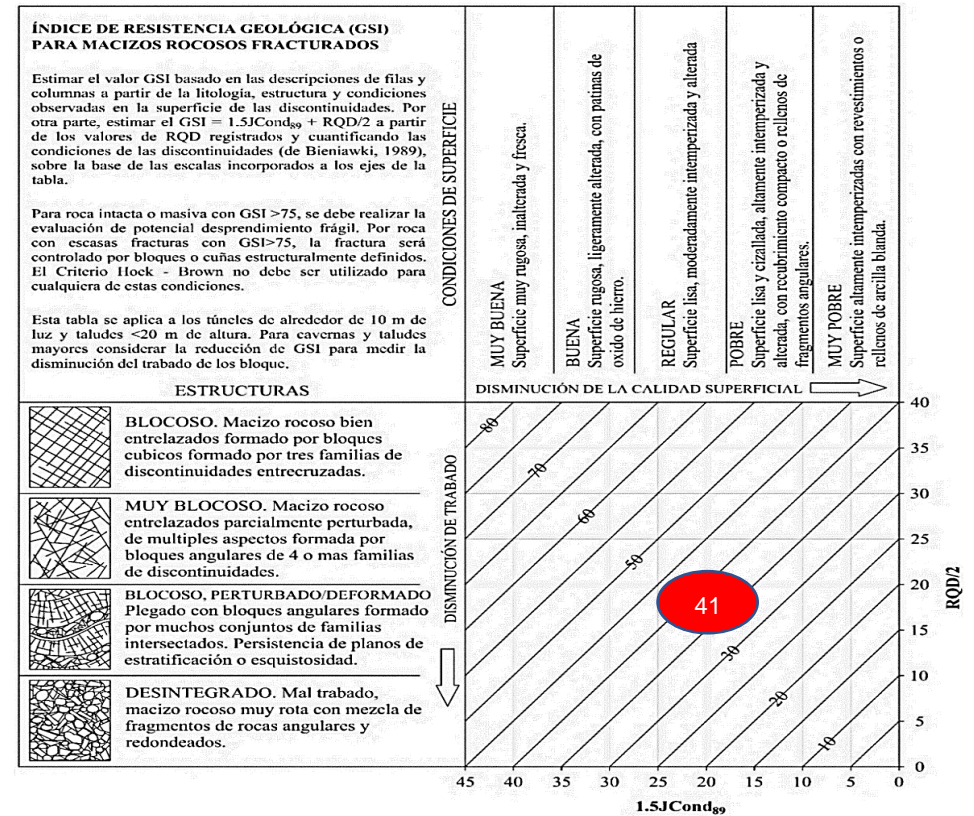 ÍNDICE DE RESISTENCIA GEOLÓGICA (GSI)
PARA MACIZOS ROCOSOS FRACTURADOS
Estimar el valor GSI basado en las descripciones de filas y
columnas a partir de la litología, estructura y condiciones
observadas en la superficie de las discontinuidades. Por
otra parte, estimar el GSI = 1.5JCond₈₉ + RQD/2 a partir
de los valores de RQD registrados y cuantificando las
condiciones de las discontinuidades (de Bieniawki, 1989),
sobre la base de las escalas incorporados a los ejes de la
tabla.
Para roca intacta o masiva con GSI >75, se debe realizar la
evaluación de potencial desprendimiento frágil. Por roca
con escasas fracturas con GSI>75, la fractura será
controlado por bloques o cuñas estructuralmente definidos.
El Criterio Hock - Brown no debe ser utilizado para
cualquiera de estas condiciones.
Esta tabla se aplica a los túneles de alrededor de 10 m de
luz y taludes <20 m de altura. Para cavernas y taludes
mayores considerar la reducción de GSI para medir la
disminución del trabado de los bloque.
ESTRUCTURAS
CONDICIONES DE SUPERFICIE
MUY BUENA
Superficie muy rugosa, inalterada y fresca.
BUENA
Superficie rugosa, ligeramente alterada, con patinas de
oxido de hierro.
REGULAR
Superficie lisa, moderadamente intemperizada y alterada
POBRE
Superficie lisa y cizallada, altamente intemperizada y
alterada, con recubrimiento compacto o rellenos de
fragmentos angulares.
MUY POBRE
Superficie altamente intemperizadas con revestimientos o
rellenos de arcilla blanda.
DISMINUCIÓN DE LA CALIDAD SUPERFICIAL
BLOCOSO. Macizo rocoso bien
entrelazados formado por bloques
cubicos formado por tres familias de
discontinuidades entrecruzadas.
MUY BLOCOSO. Macizo rocoso
entrelazados parcialmente perturbada,
de multiples aspectos formada por
bloques angulares de 4 o mas familias
de discontinuidades.
BLOCOSO, PERTURBADO/DEFORMADO
Plegado con bloques angulares formado
por muchos conjuntos de familias
intersectados. Persistencia de planos de
estratificación o esquistosidad.
DESINTEGRADO. Mal trabado,
macizo rocoso muy rota con mezcla de
fragmentos de rocas angulares y
redondeados.
DISMINUCIÓN DE TRABADO
80
70
60
50
41
30
20
10
40
35
30
25
20
15
10
5
0
RQD/2
45 40 35 30 25 20 15 10 5 0
1.5JCond₈₉